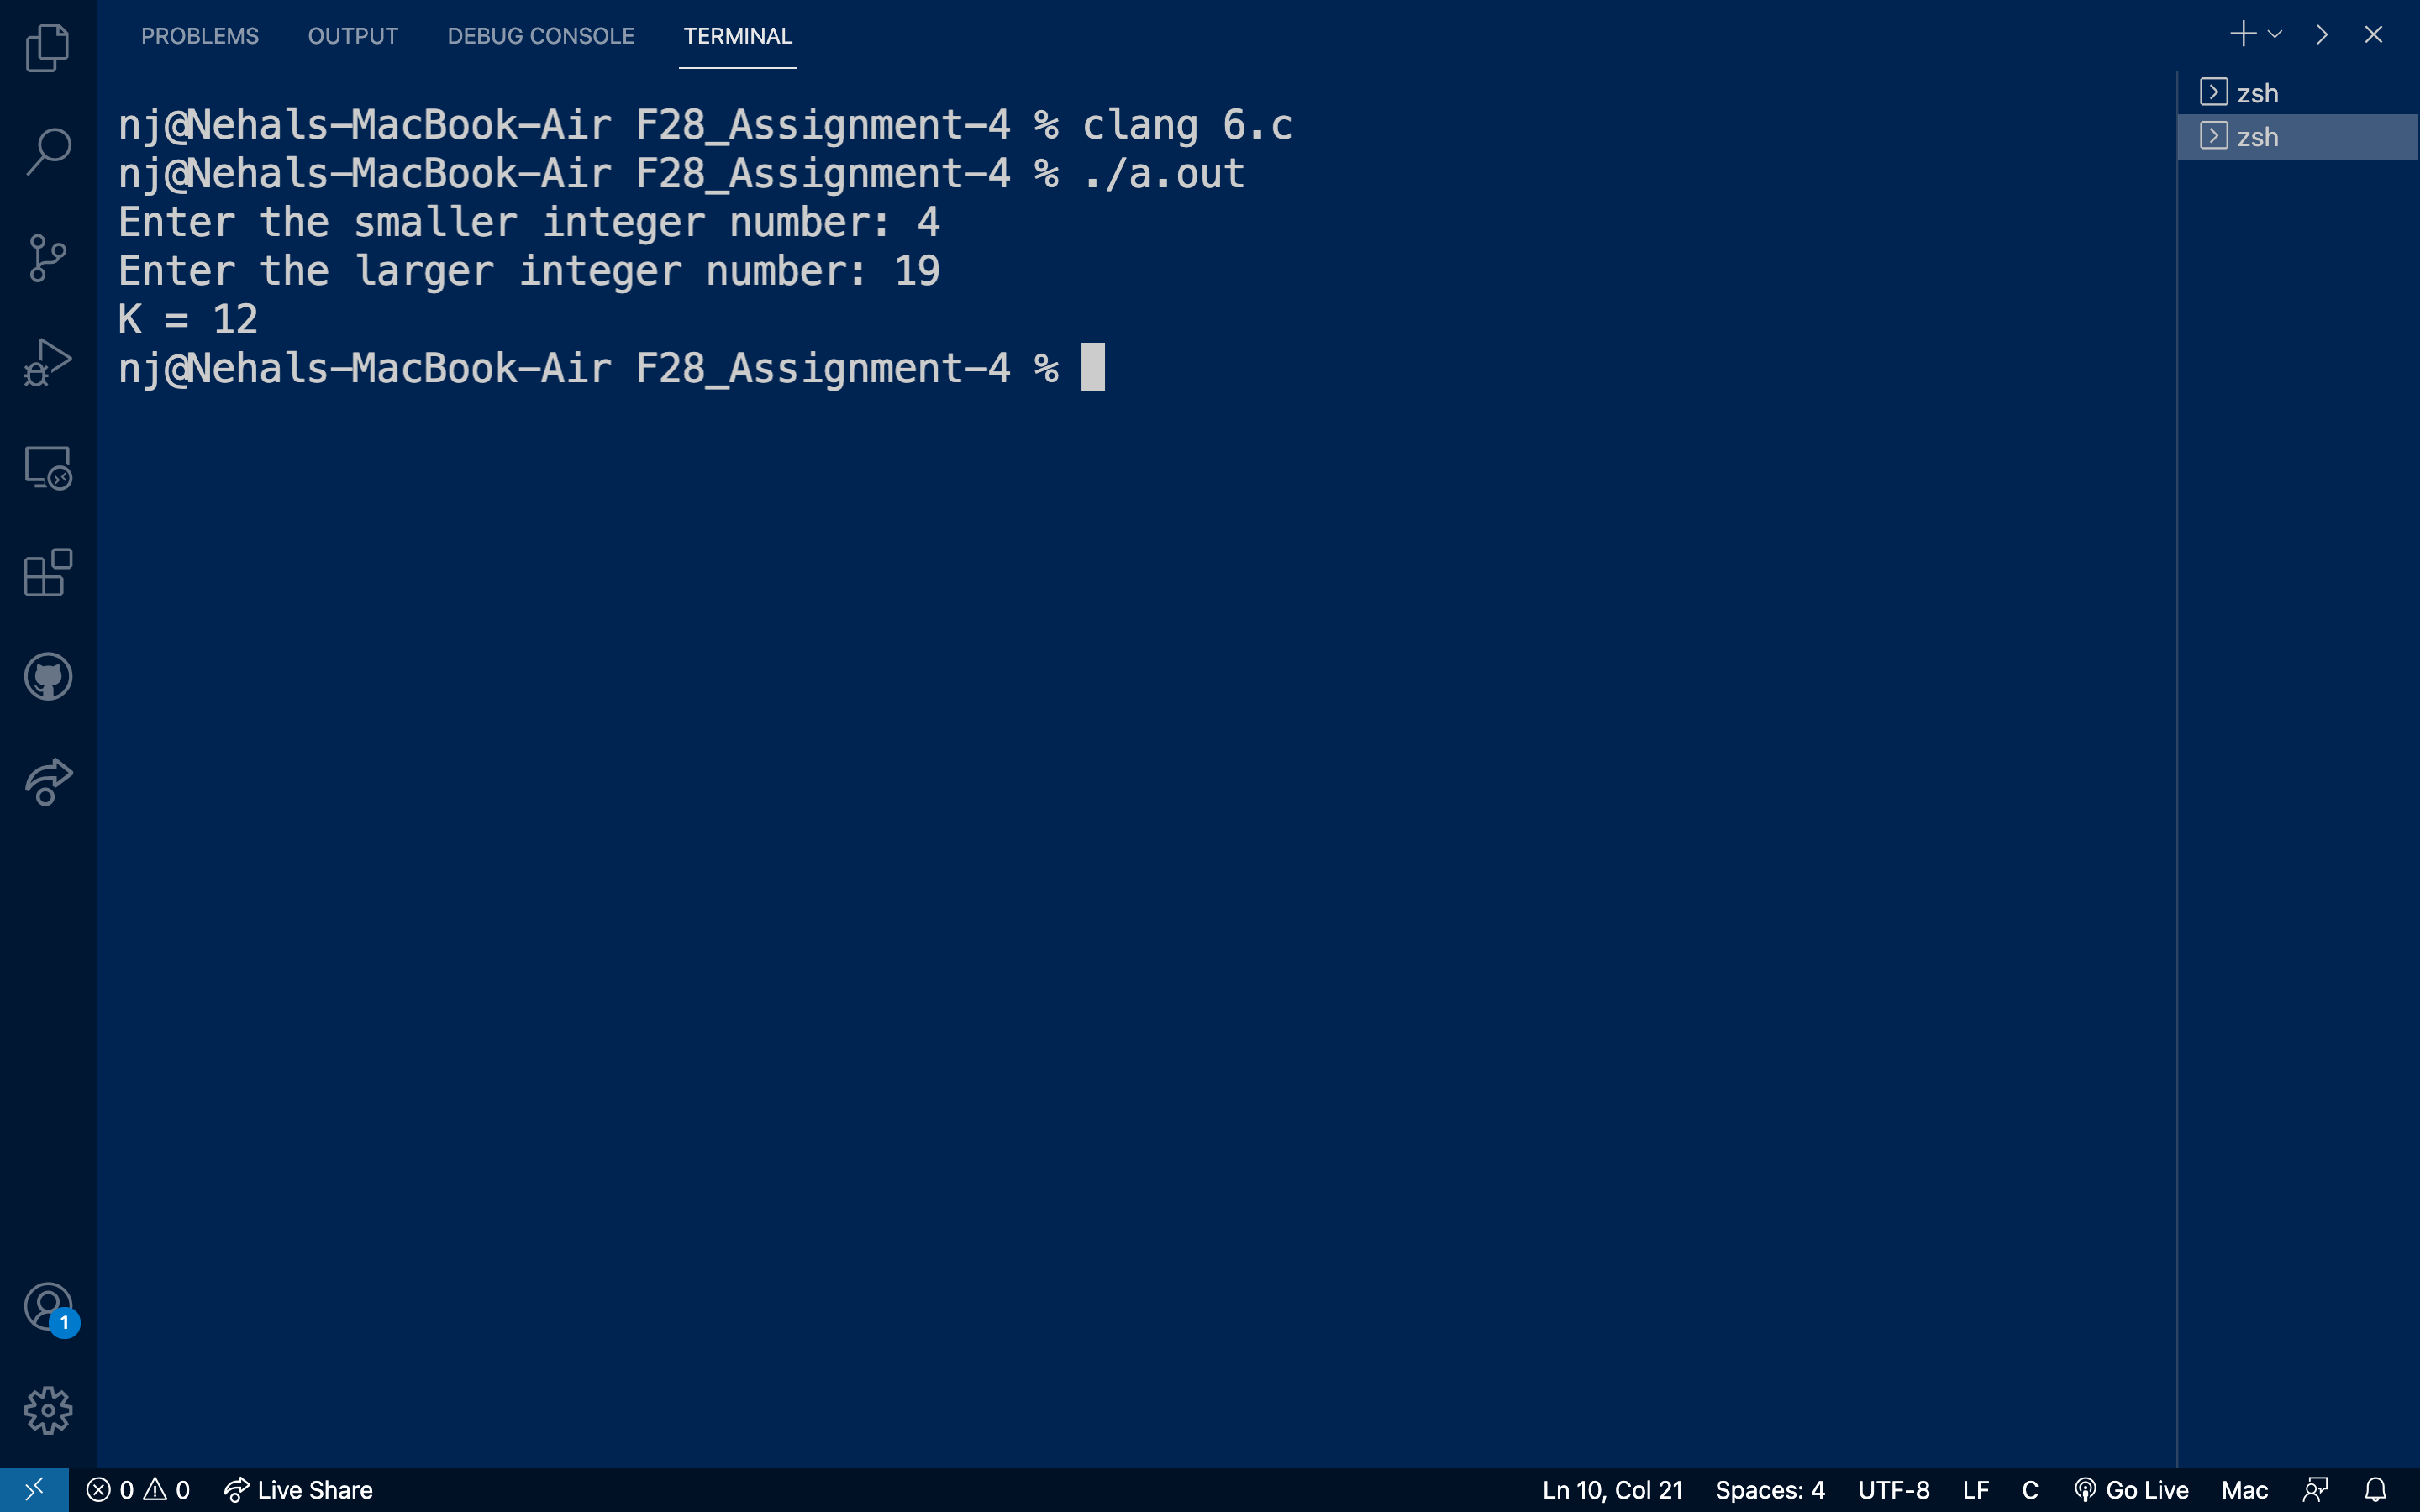 PROBLEMS OUTPUT DEBUG CONSOLE TERMINAL
zsh
zsh
nj@Nehals-MacBook-Air F28_Assignment-4 % clang 6.c
nj@Nehals-MacBook-Air F28_Assignment-4 % ./a.out
Enter the smaller integer number: 4
Enter the larger integer number: 19
K = 12
nj@Nehals-MacBook-Air F28_Assignment-4 %
1
0 0 Live Share Ln 10, Col 21 Spaces: 4 UTF-8 LF C Go Live Mac